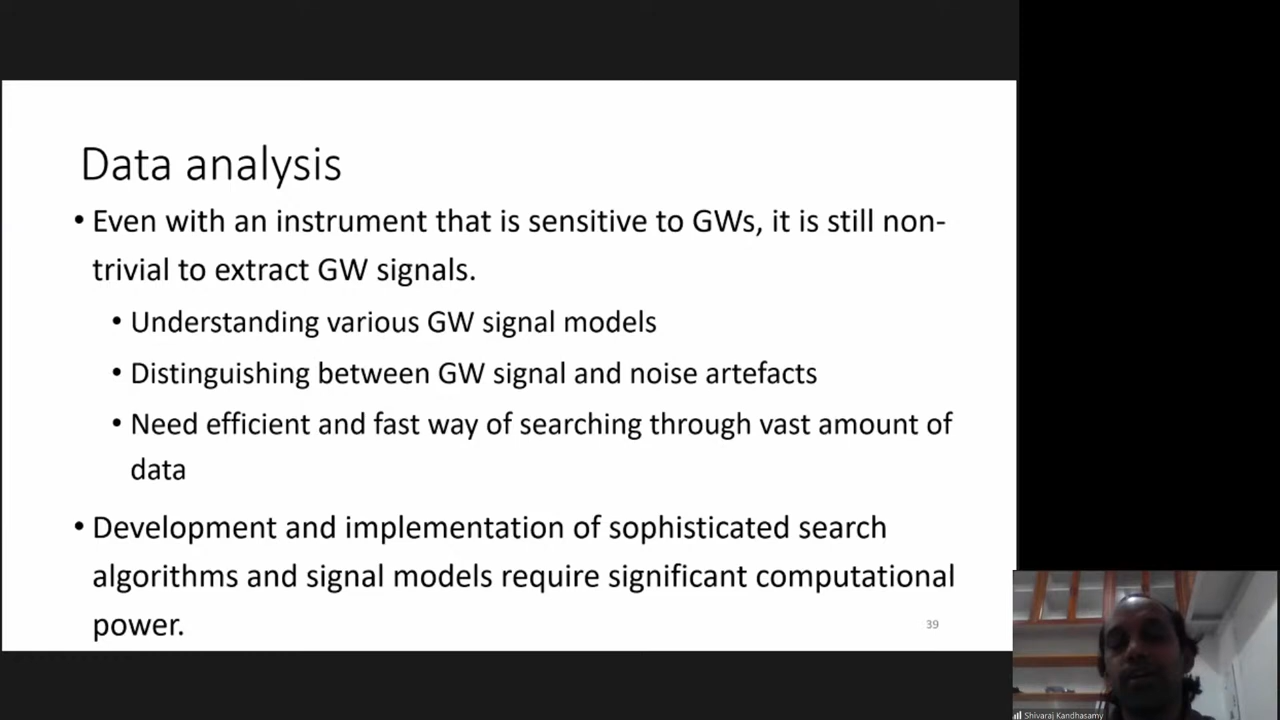 Data analysis
• Even with an instrument that is sensitive to GWs, it is still non-
trivial to extract GW signals.
• Understanding various GW signal models
• Distinguishing between GW signal and noise artefacts
• Need efficient and fast way of searching through vast amount of
data
• Development and implementation of sophisticated search
algorithms and signal models require significant computational
power.
39
Shivaraj Kandhasamy